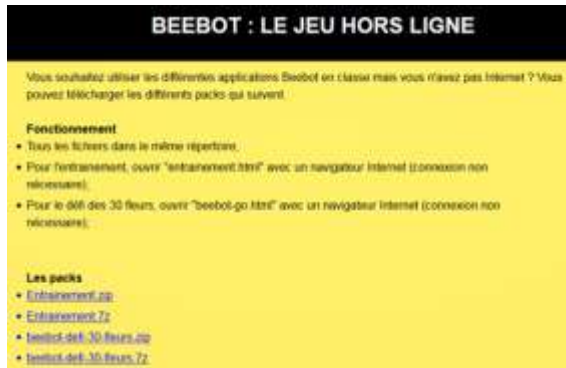 BEEBOT : LE JEU HORS LIGNE
Vous souhaitez utiliser les différentes applications Beebot en classe mais vous n'avez pas Internet ? Vous
pouvez télécharger les différents packs qui suivent.
Fonctionnement
• Tous les fichiers dans le même répertoire;
• Pour l'entrainement, ouvrir "entrainement.html" avec un navigateur Internet (connexion non
nécessaire);
• Pour le défi des 30 fleurs, ouvrir "beebot-go.html" avec un navigateur Internet (connexion non
nécessaire);
Les packs
• Entrainement.zip
• Entrainement.7z
• beebot-defi-30-fleurs.zip
• beebot-defi-30-fleurs.7z